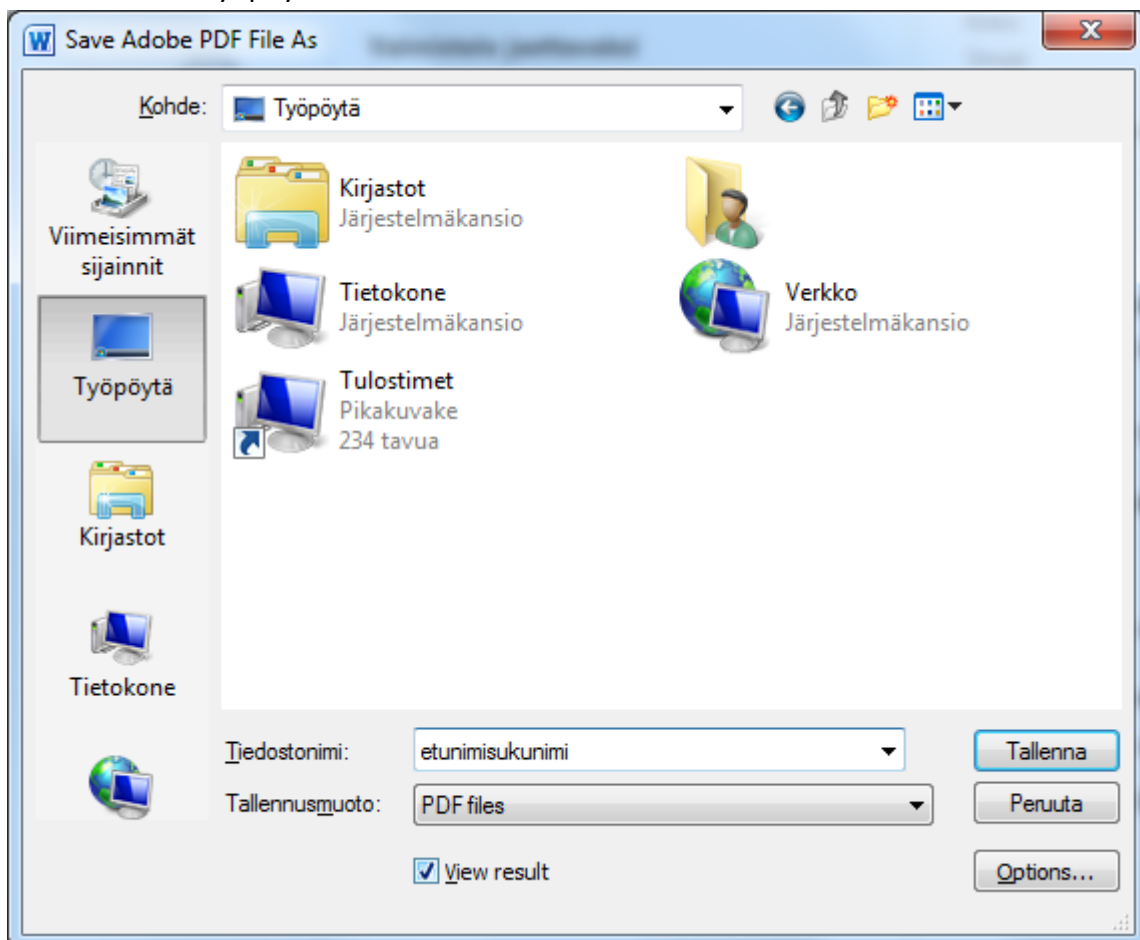 Save Adobe PDF File As
Kohde:
Työpöytä
Viimeisimmät
sijainnit
Työpöytä
Kirjastot
Tietokone
Kirjastot
Järjestelmäkansio
Tietokone
Järjestelmäkansio
Verkko
Järjestelmäkansio
Tulostimet
Pikakuvake
234 tavua
Tiedostonimi:
etunimisukunimi
Tallenna
Tallennusmuoto:
PDF files
Peruuta
View result
Options...